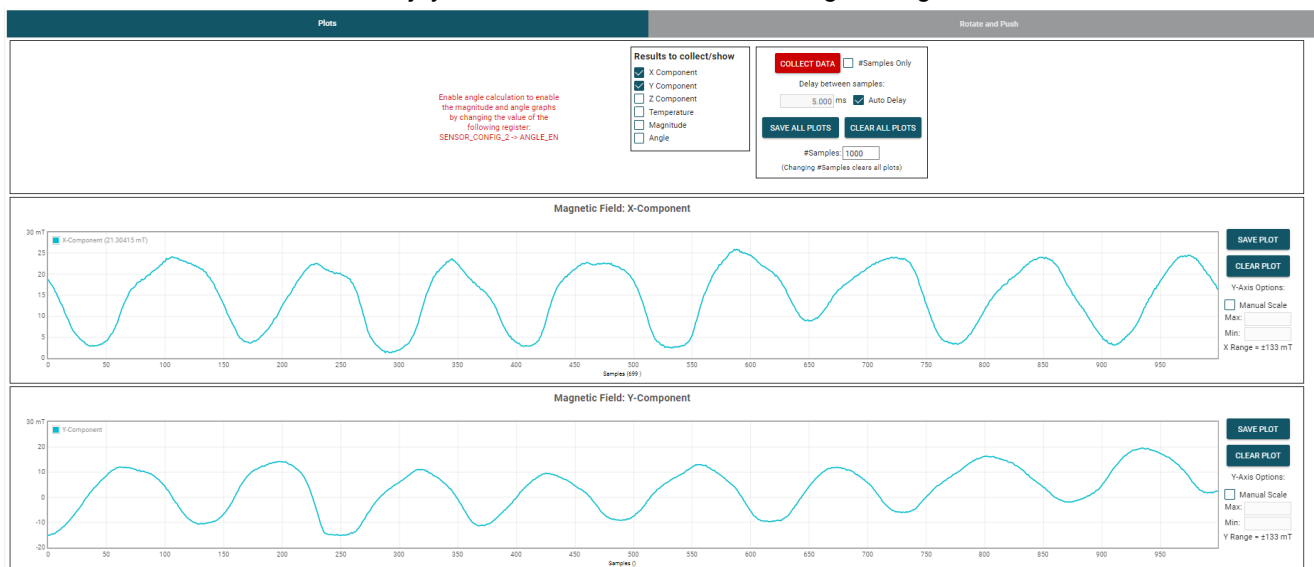 Plots
Rotate and Push
Enable angle calculation to enable
the magnitude and angle graphs
by changing the value of the
following register:
SENSOR_CONFIG_2 -> ANGLE_EN
Results to collect/show
X Component
Y Component
Z Component
Temperature
Magnitude
Angle
COLLECT DATA
#Samples Only
Delay between samples:
5.000 ms
Auto Delay
SAVE ALL PLOTS
CLEAR ALL PLOTS
#Samples: 1000
(Changing #Samples clears all plots)
Magnetic Field: X-Component
30 mT
25
20
15
10
5
0
X-Component (21.30415 mT)
0 50 100 150 200 250 300 350 400 450 500 550 600 650 700 750 800 850 900 950
Samples (699 )
SAVE PLOT
CLEAR PLOT
Y-Axis Options:
Manual Scale
Max:
Min:
X Range = ±133 mT
Magnetic Field: Y-Component
30 mT
20
10
0
-10
-20
Y-Component
0 50 100 150 200 250 300 350 400 450 500 550 600 650 700 750 800 850 900 950
Samples ()
SAVE PLOT
CLEAR PLOT
Y-Axis Options:
Manual Scale
Max:
Min:
Y Range = ±133 mT